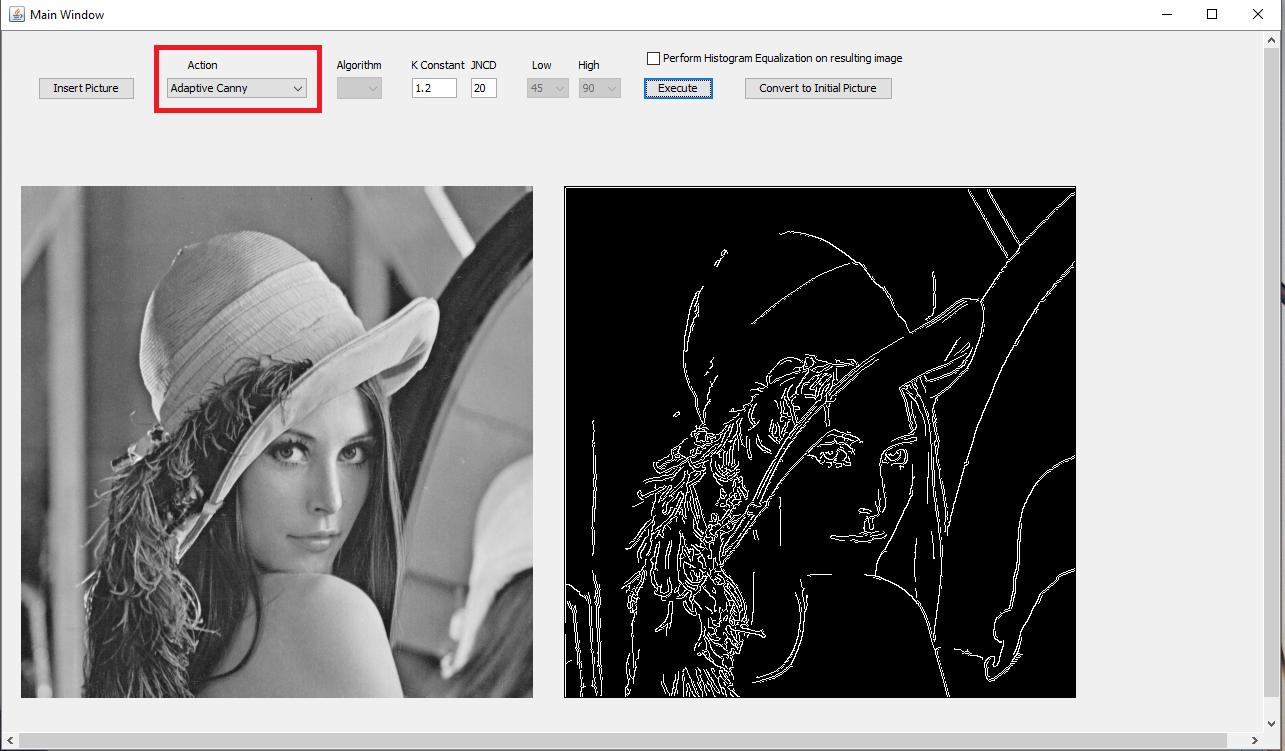 Main Window
Action
Algorithm
K Constant
JNCD
Low
High
Perform Histogram Equalization on resulting image
Insert Picture
Adaptive Canny
1.2
20
45
90
Execute
Convert to Initial Picture